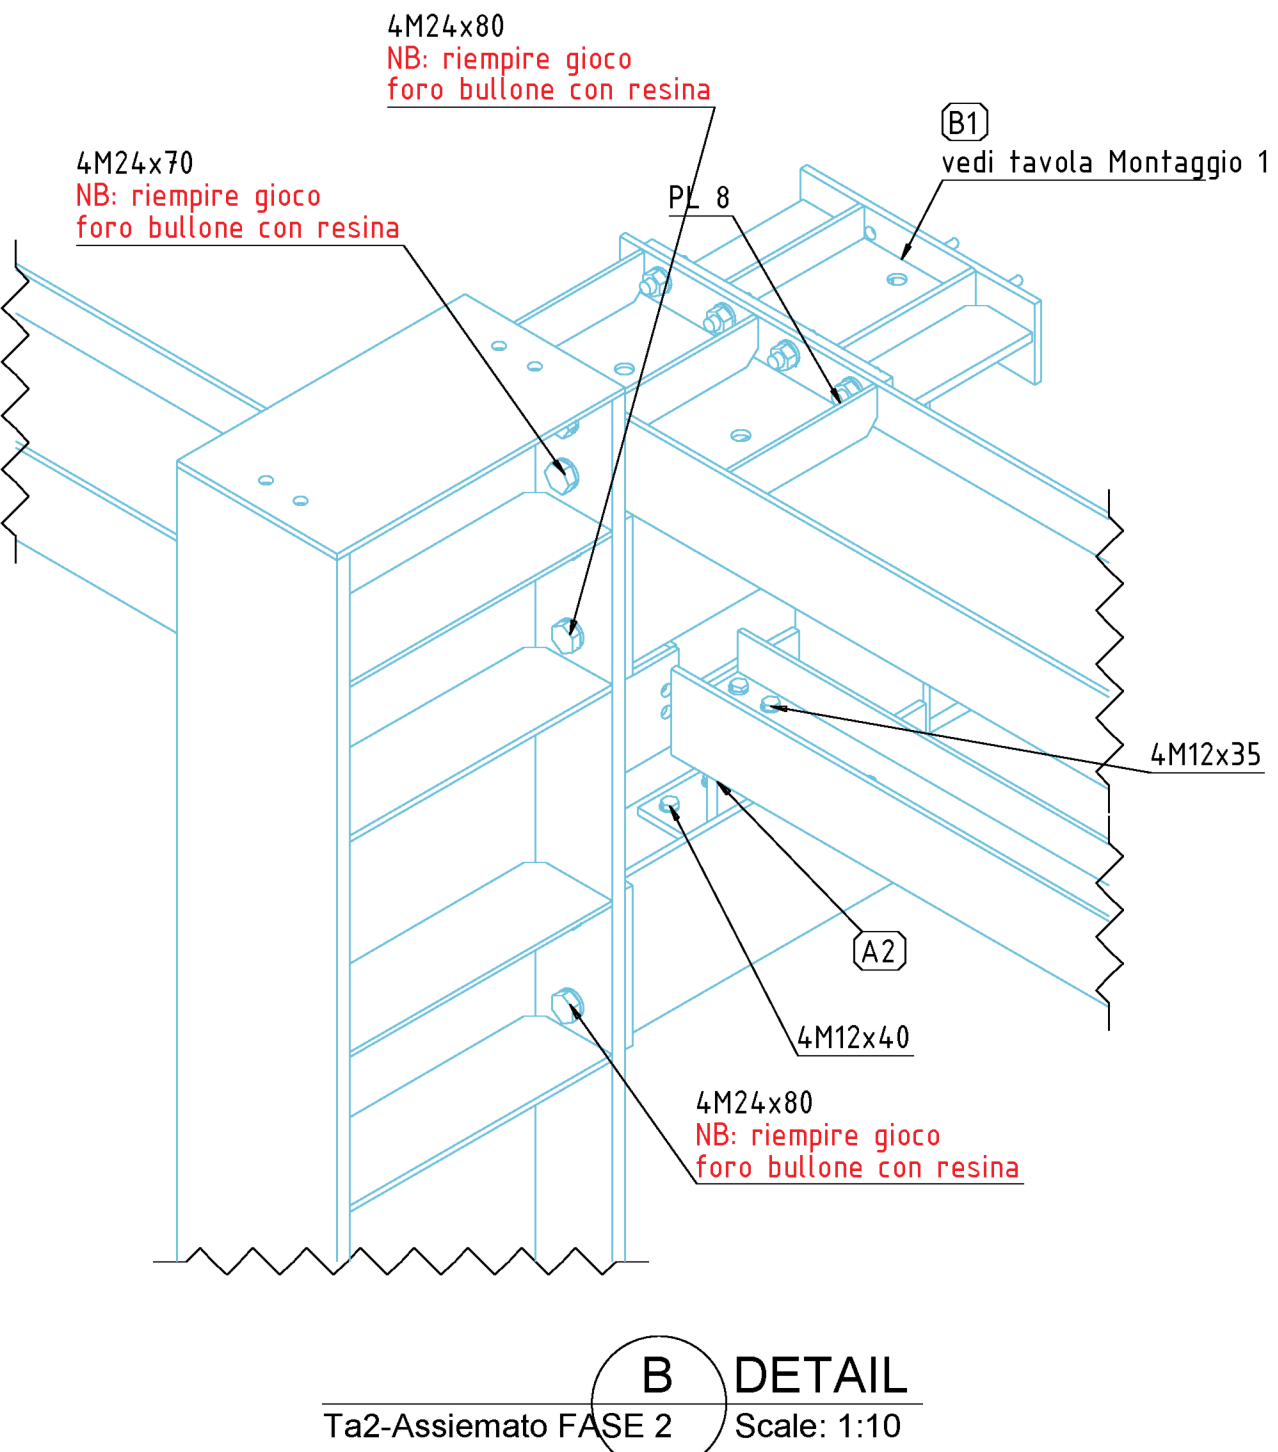 4M24x80
NB: riempire gioco
foro bullone con resina
B1
vedi tavola Montaggio 1
4M24x70
NB: riempire gioco
foro bullone con resina
PL 8
4M12x35
A2
4M12x40
4M24x80
NB: riempire gioco
foro bullone con resina
B DETAIL
Ta2-Assiemato FASE 2 Scale: 1:10